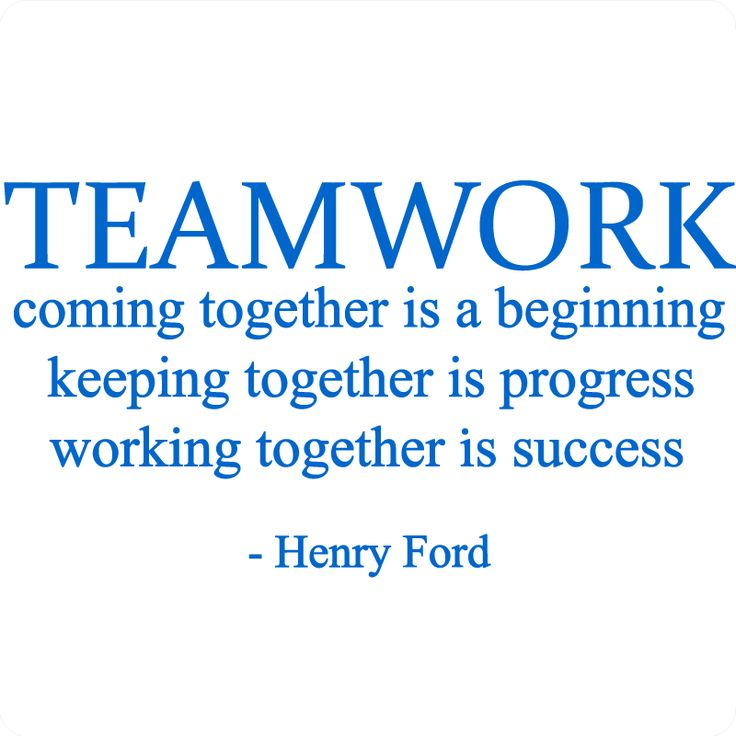 TEAMWORK
coming together is a beginning
keeping together is progress
working together is success
- Henry Ford